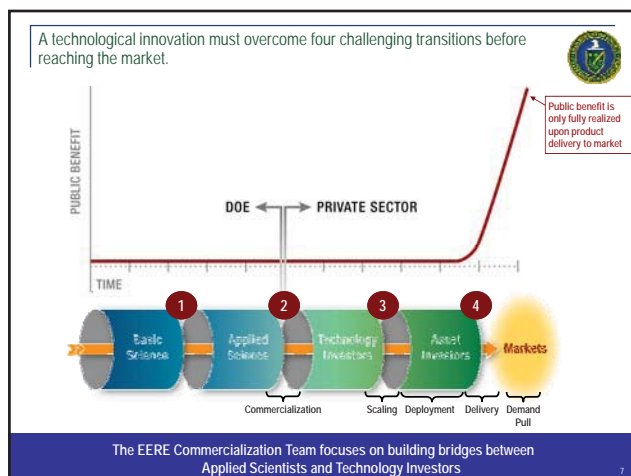 A technological innovation must overcome four challenging transitions before
reaching the market.
Public benefit is
only fully realized
upon product
delivery to market
PUBLIC BENEFIT
DOE
PRIVATE SECTOR
TIME
1
2
3
4
Basic
Science
Applied
Science
Technology
Investors
Asset
Investors
Markets
Commercialization
Scaling
Deployment
Delivery
Demand
Pull
The EERE Commercialization Team focuses on building bridges between
Applied Scientists and Technology Investors
7